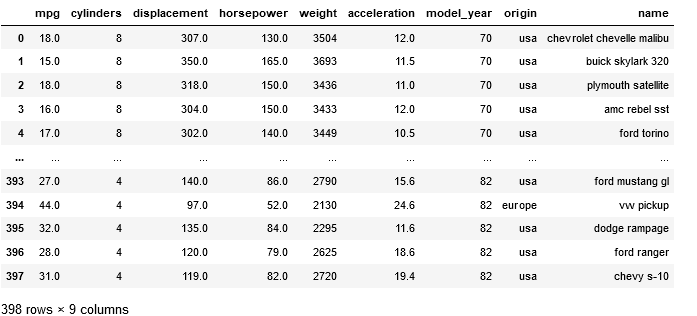 mpg cylinders displacement horsepower weight acceleration model_year origin name
0 18.0 8 307.0 130.0 3504 12.0 70 usa chevrolet chevelle malibu
1 15.0 8 350.0 165.0 3693 11.5 70 usa buick skylark 320
2 18.0 8 318.0 150.0 3436 11.0 70 usa plymouth satellite
3 16.0 8 304.0 150.0 3433 12.0 70 usa amc rebel sst
4 17.0 8 302.0 140.0 3449 10.5 70 usa ford torino
... ... ... ... ... ... ... ... ... ...
393 27.0 4 140.0 86.0 2790 15.6 82 usa ford mustang gl
394 44.0 4 97.0 52.0 2130 24.6 82 europe vw pickup
395 32.0 4 135.0 84.0 2295 11.6 82 usa dodge rampage
396 28.0 4 120.0 79.0 2625 18.6 82 usa ford ranger
397 31.0 4 119.0 82.0 2720 19.4 82 usa chevy s-10
398 rows × 9 columns